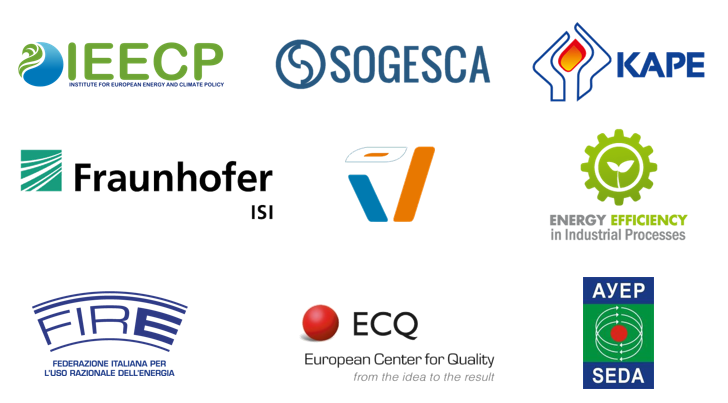 IEECP
INSTITUTE FOR EUROPEAN ENERGY AND CLIMATE POLICY
SOGESCA
KAPE
Fraunhofer
ISI
ENERGY EFFICIENCY
in Industrial Processes
FIRE
FEDERAZIONE ITALIANA PER
L'USO RAZIONALE DELL'ENERGIA
ECQ
European Center for Quality
from the idea to the result
АУЕР
SEDA